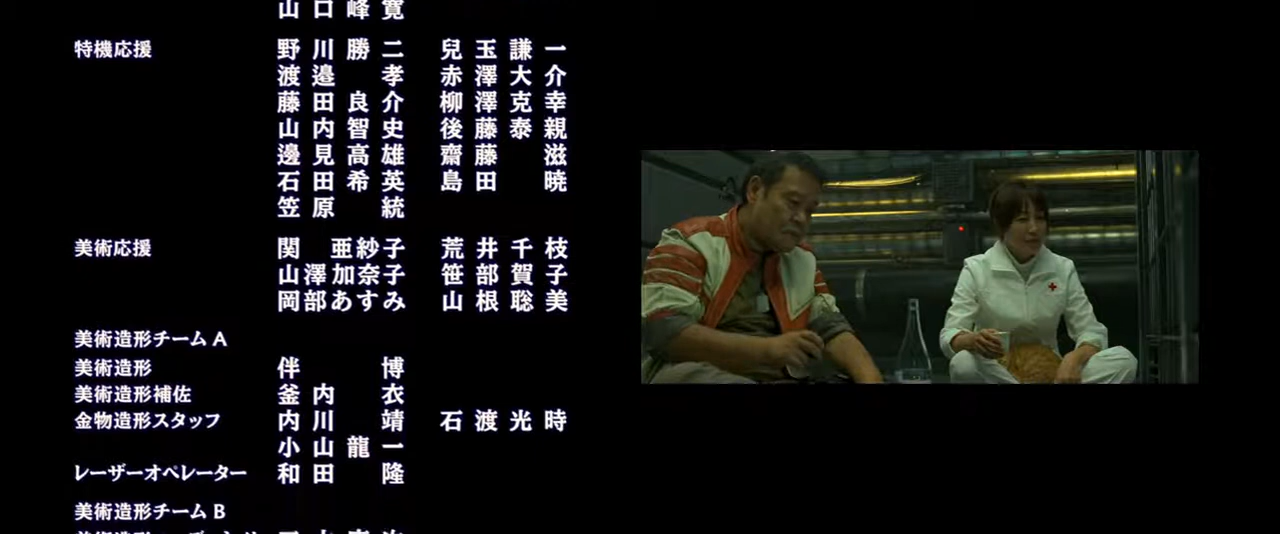 山口峰寛
特機応援 野川勝二 兒玉謙一
渡邉孝 赤澤大介
藤田良介 柳澤克幸
山内智史 後藤泰親
邊見高雄 齋藤滋
石田希英 島田暁
笠原統
美術応援 関亜紗子 荒井千枝
山澤加奈子 笹部賀子
岡部あすみ 山根聡美
美術造形チームA
美術造形 伴博
美術造形補佐 釜内衣
金物造形スタッフ 内川靖 石渡光時
小山龍一
レーザーオペレーター 和田隆
美術造形チームB